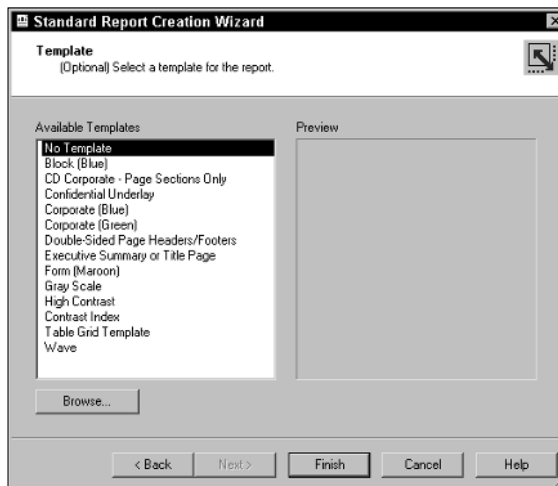 Standard Report Creation Wizard
Template
(Optional) Select a template for the report.
Available Templates
Preview
No Template
Block (Blue)
CD Corporate - Page Sections Only
Confidential Underlay
Corporate (Blue)
Corporate (Green)
Double-Sided Page Headers/Footers
Executive Summary or Title Page
Form (Maroon)
Gray Scale
High Contrast
Contrast Index
Table Grid Template
Wave
Browse...
< Back
Next >
Finish
Cancel
Help